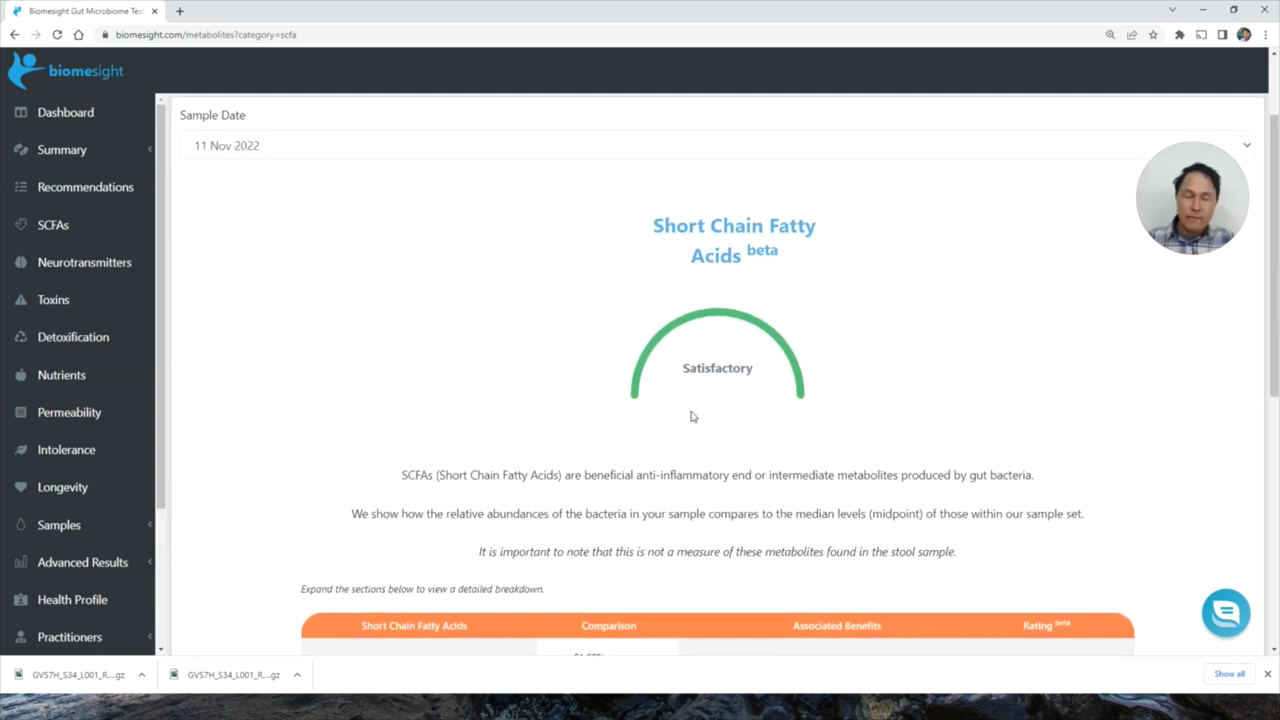 Biomesight Gut Microbiome Tes
biomesight.com/metabolites?category=scfa
biomesight
Dashboard
Summary
Recommendations
SCFAs
Neurotransmitters
Toxins
Detoxification
Nutrients
Permeability
Intolerance
Longevity
Samples
Advanced Results
Health Profile
Practitioners
Sample Date
11 Nov 2022
Short Chain Fatty
Acids beta
Satisfactory
SCFAs (Short Chain Fatty Acids) are beneficial anti-inflammatory end or intermediate metabolites produced by gut bacteria.
We show how the relative abundances of the bacteria in your sample compares to the median levels (midpoint) of those within our sample set.
It is important to note that this is not a measure of these metabolites found in the stool sample.
Expand the sections below to view a detailed breakdown.
Short Chain Fatty Acids Comparison Associated Benefits Rating beta
GVS7H_S34_L001_R....gz
GVS7H_S34_L001_R....gz
Show all